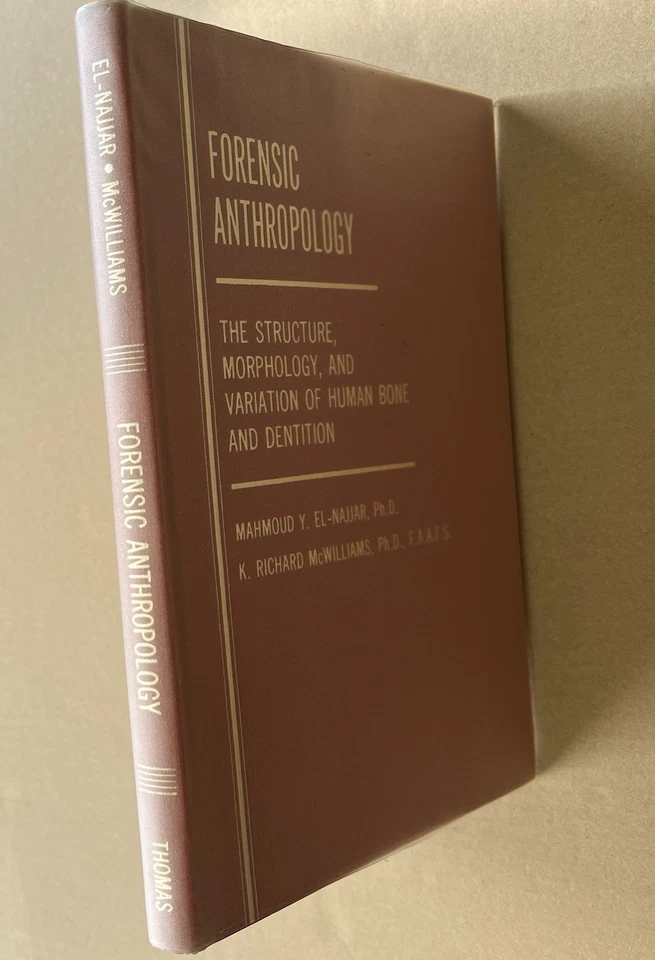 EL-NAJJAR • McWILLIAMS
FORENSIC ANTHROPOLOGY
THOMAS
FORENSIC
ANTHROPOLOGY
THE STRUCTURE,
MORPHOLOGY, AND
VARIATION OF HUMAN BONE
AND DENTITION
MAHMOUD Y. EL-NAJJAR, Ph.D.
K. RICHARD McWILLIAMS, Ph.D., F.A.A.F.S.